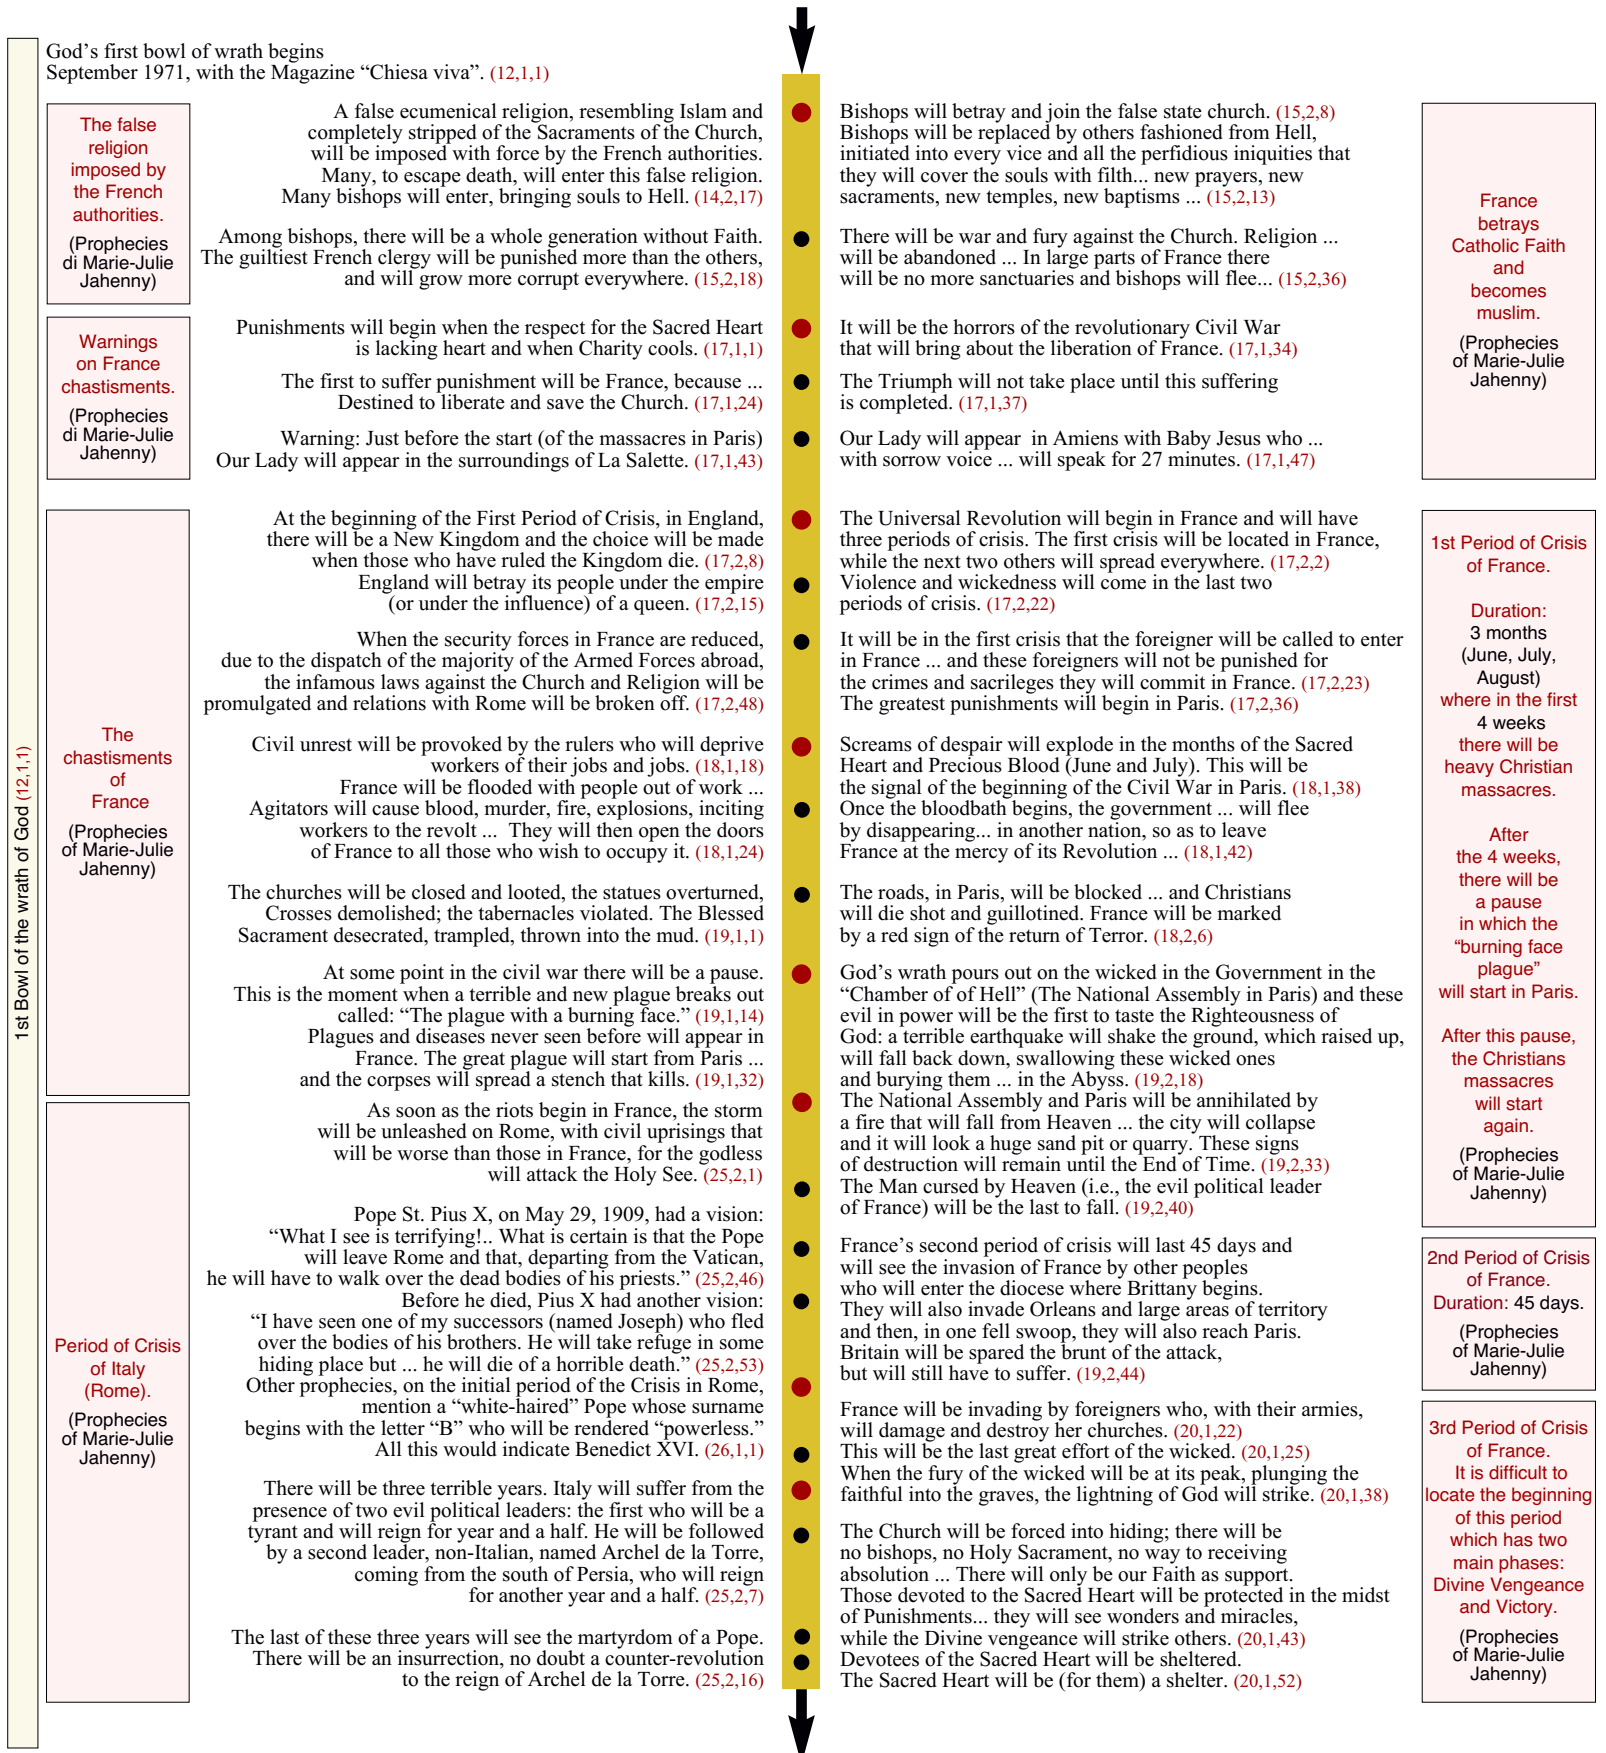 God's first bowl of wrath begins
September 1971, with the Magazine “Chiesa viva”. (12,1,1)
1st Bowl of the wrath of God (12,1,1)
The false
religion
imposed by
the French
authorities.
(Prophecies
di Marie-Julie
Jahenny)
Warnings
on France
chastisments.
(Prophecies
di Marie-Julie
Jahenny)
The
chastisments
of
France
(Prophecies
of Marie-Julie
Jahenny)
Period of Crisis
of Italy
(Rome).
(Prophecies
of Marie-Julie
Jahenny)
A false ecumenical religion, resembling Islam and
completely stripped of the Sacraments of the Church,
will be imposed with force by the French authorities.
Many, to escape death, will enter this false religion.
Many bishops will enter, bringing souls to Hell. (14,2,17)
Among bishops, there will be a whole generation without Faith.
The guiltiest French clergy will be punished more than the others,
and will grow more corrupt everywhere. (15,2,18)
Punishments will begin when the respect for the Sacred Heart
is lacking heart and when Charity cools. (17,1,1)
The first to suffer punishment will be France, because ...
Destined to liberate and save the Church. (17,1,24)
Warning: Just before the start (of the massacres in Paris)
Our Lady will appear in the surroundings of La Salette. (17,1,43)
At the beginning of the First Period of Crisis, in England,
there will be a New Kingdom and the choice will be made
when those who have ruled the Kingdom die. (17,2,8)
England will betray its people under the empire
(or under the influence) of a queen. (17,2,15)
When the security forces in France are reduced,
due to the dispatch of the majority of the Armed Forces abroad,
the infamous laws against the Church and Religion will be
promulgated and relations with Rome will be broken off. (17,2,48)
Civil unrest will be provoked by the rulers who will deprive
workers of their jobs and jobs. (18,1,18)
France will be flooded with people out of work ...
Agitators will cause blood, murder, fire, explosions, inciting
workers to the revolt ... They will then open the doors
of France to all those who wish to occupy it. (18,1,24)
The churches will be closed and looted, the statues overturned,
Crosses demolished; the tabernacles violated. The Blessed
Sacrament desecrated, trampled, thrown into the mud. (19,1,1)
At some point in the civil war there will be a pause.
This is the moment when a terrible and new plague breaks out
called: “The plague with a burning face.” (19,1,14)
Plagues and diseases never seen before will appear in
France. The great plague will start from Paris ...
and the corpses will spread a stench that kills. (19,1,32)
As soon as the riots begin in France, the storm
will be unleashed on Rome, with civil uprisings that
will be worse than those in France, for the godless
will attack the Holy See. (25,2,1)
Pope St. Pius X, on May 29, 1909, had a vision:
“What I see is terrifying!.. What is certain is that the Pope
will leave Rome and that, departing from the Vatican,
he will have to walk over the dead bodies of his priests.” (25,2,46)
Before he died, Pius X had another vision:
“I have seen one of my successors (named Joseph) who fled
over the bodies of his brothers. He will take refuge in some
hiding place but ... he will die of a horrible death.” (25,2,53)
Other prophecies, on the initial period of the Crisis in Rome,
mention a “white-haired” Pope whose surname
begins with the letter “B” who will be rendered “powerless.”
All this would indicate Benedict XVI. (26,1,1)
There will be three terrible years. Italy will suffer from the
presence of two evil political leaders: the first who will be a
tyrant and will reign for year and a half. He will be followed
by a second leader, non-Italian, named Archel de la Torre,
coming from the south of Persia, who will reign
for another year and a half. (25,2,7)
The last of these three years will see the martyrdom of a Pope.
There will be an insurrection, no doubt a counter-revolution
to the reign of Archel de la Torre. (25,2,16)
Bishops will betray and join the false state church. (15,2,8)
Bishops will be replaced by others fashioned from Hell,
initiated into every vice and all the perfidious iniquities that
they will cover the souls with filth... new prayers, new
sacraments, new temples, new baptisms ... (15,2,13)
There will be war and fury against the Church. Religion ...
will be abandoned ... In large parts of France there
will be no more sanctuaries and bishops will flee... (15,2,36)
It will be the horrors of the revolutionary Civil War
that will bring about the liberation of France. (17,1,34)
The Triumph will not take place until this suffering
is completed. (17,1,37)
Our Lady will appear in Amiens with Baby Jesus who ...
with sorrow voice ... will speak for 27 minutes. (17,1,47)
The Universal Revolution will begin in France and will have
three periods of crisis. The first crisis will be located in France,
while the next two others will spread everywhere. (17,2,2)
Violence and wickedness will come in the last two
periods of crisis. (17,2,22)
It will be in the first crisis that the foreigner will be called to enter
in France ... and these foreigners will not be punished for
the crimes and sacrileges they will commit in France. (17,2,23)
The greatest punishments will begin in Paris. (17,2,36)
Screams of despair will explode in the months of the Sacred
Heart and Precious Blood (June and July). This will be
the signal of the beginning of the Civil War in Paris. (18,1,38)
Once the bloodbath begins, the government ... will flee
by disappearing... in another nation, so as to leave
France at the mercy of its Revolution ... (18,1,42)
The roads, in Paris, will be blocked ... and Christians
will die shot and guillotined. France will be marked
by a red sign of the return of Terror. (18,2,6)
God's wrath pours out on the wicked in the Government in the
“Chamber of of Hell” (The National Assembly in Paris) and these
evil in power will be the first to taste the Righteousness of
God: a terrible earthquake will shake the ground, which raised up,
will fall back down, swallowing these wicked ones
and burying them ... in the Abyss. (19,2,18)
The National Assembly and Paris will be annihilated by
a fire that will fall from Heaven ... the city will collapse
and it will look a huge sand pit or quarry. These signs
of destruction will remain until the End of Time. (19,2,33)
The Man cursed by Heaven (i.e., the evil political leader
of France) will be the last to fall. (19,2,40)
France's second period of crisis will last 45 days and
will see the invasion of France by other peoples
who will enter the diocese where Brittany begins.
They will also invade Orleans and large areas of territory
and then, in one fell swoop, they will also reach Paris.
Britain will be spared the brunt of the attack,
but will still have to suffer. (19,2,44)
France will be invading by foreigners who, with their armies,
will damage and destroy her churches. (20,1,22)
This will be the last great effort of the wicked. (20,1,25)
When the fury of the wicked will be at its peak, plunging the
faithful into the graves, the lightning of God will strike. (20,1,38)
The Church will be forced into hiding; there will be
no bishops, no Holy Sacrament, no way to receiving
absolution ... There will only be our Faith as support.
Those devoted to the Sacred Heart will be protected in the midst
of Punishments... they will see wonders and miracles,
while the Divine vengeance will strike others. (20,1,43)
Devotees of the Sacred Heart will be sheltered.
The Sacred Heart will be (for them) a shelter. (20,1,52)
France
betrays
Catholic Faith
and
becomes
muslim.
(Prophecies
of Marie-Julie
Jahenny)
1st Period of Crisis
of France.
Duration:
3 months
(June, July,
August)
where in the first
4 weeks
there will be
heavy Christian
massacres.
After
the 4 weeks,
there will be
a pause
in which the
“burning face
plague”
will start in Paris.
After this pause,
the Christians
massacres
will start
again.
(Prophecies
of Marie-Julie
Jahenny)
2nd Period of Crisis
of France.
Duration: 45 days.
(Prophecies
of Marie-Julie
Jahenny)
3rd Period of Crisis
of France.
It is difficult to
locate the beginning
of this period
which has two
main phases:
Divine Vengeance
and Victory.
(Prophecies
of Marie-Julie
Jahenny)